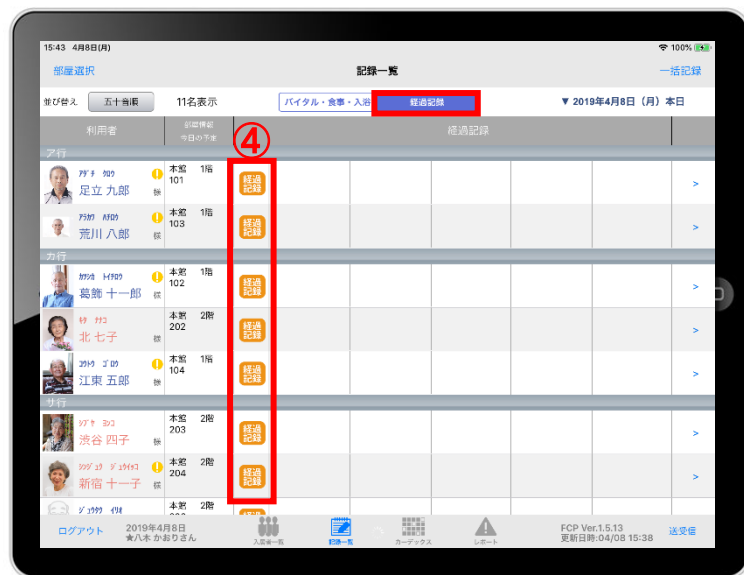 15:43 4月8日(月) 100%
部屋選択 記録一覧 一括記録
並び替え 五十音順 11名表示 バイタル・食事・入浴 経過記録 ▼ 2019年4月8日（月）本日
利用者 部屋情報 今日の予定 ④ 経過記録
ア行
アダチ クロウ
足立 九郎 様 本館 1階 101 経過記録 >
アラカワ ハチロウ
荒川 八郎 様 本館 1階 103 経過記録 >
カ行
カツシカ トイチロウ
葛飾 十一郎 様 本館 1階 102 経過記録 >
キタ ナナコ
北 七子 様 本館 2階 202 経過記録 >
コウトウ ゴロウ
江東 五郎 様 本館 1階 104 経過記録 >
サ行
シブヤ ヨンコ
渋谷 四子 様 本館 2階 203 経過記録 >
新宿 十一子 様 本館 2階 204 経過記録 >
本館 2階
ログアウト 2019年4月8日 ★八木 かおりさん 入居者一覧 記録一覧 カーデックス レポート FCP Ver.1.5.13 更新日時:04/08 15:38 送受信